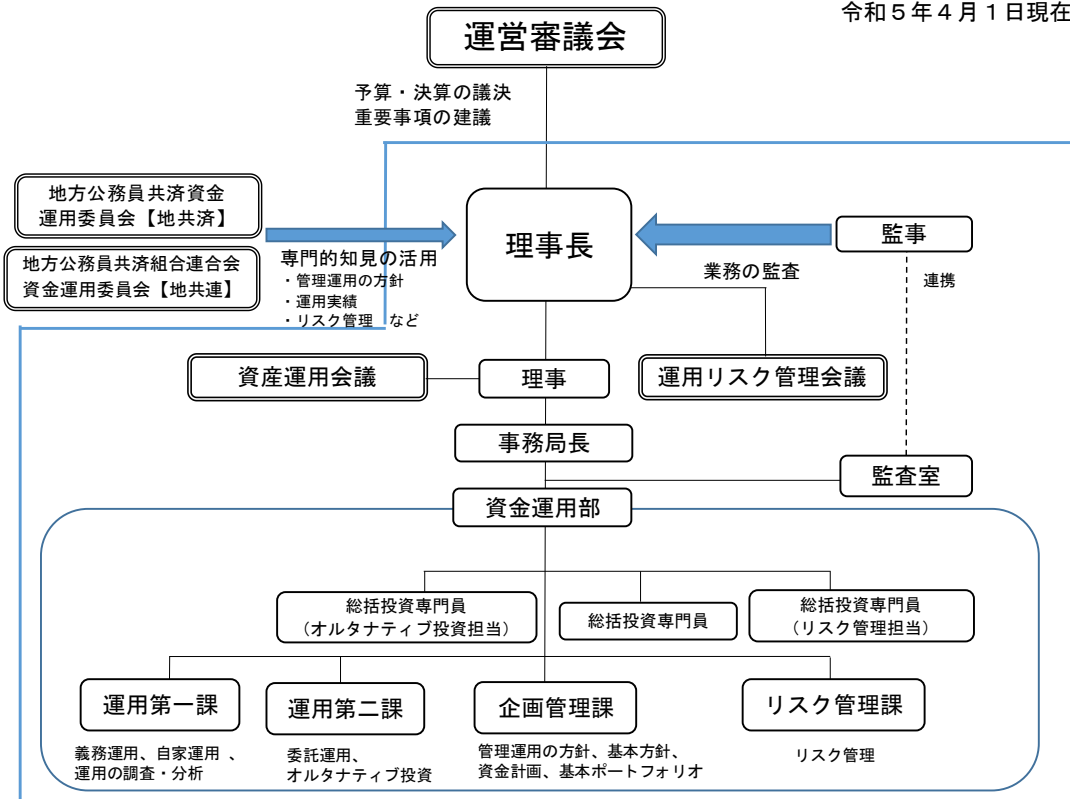 令和５年４月１日現在
運営審議会
予算・決算の議決
重要事項の建議
地方公務員共済資金
運用委員会【地共済】
地方公務員共済組合連合会
資金運用委員会【地共連】
専門的知見の活用
・管理運用の方針
・運用実績
・リスク管理　など
理事長
監事
業務の監査
連携
資産運用会議
理事
運用リスク管理会議
事務局長
監査室
資金運用部
総括投資専門員
（オルタナティブ投資担当）
総括投資専門員
総括投資専門員
（リスク管理担当）
運用第一課
運用第二課
企画管理課
リスク管理課
義務運用、自家運用 、
運用の調査・分析
委託運用、
オルタナティブ投資
管理運用の方針、基本方針、
資金計画、基本ポートフォリオ
リスク管理